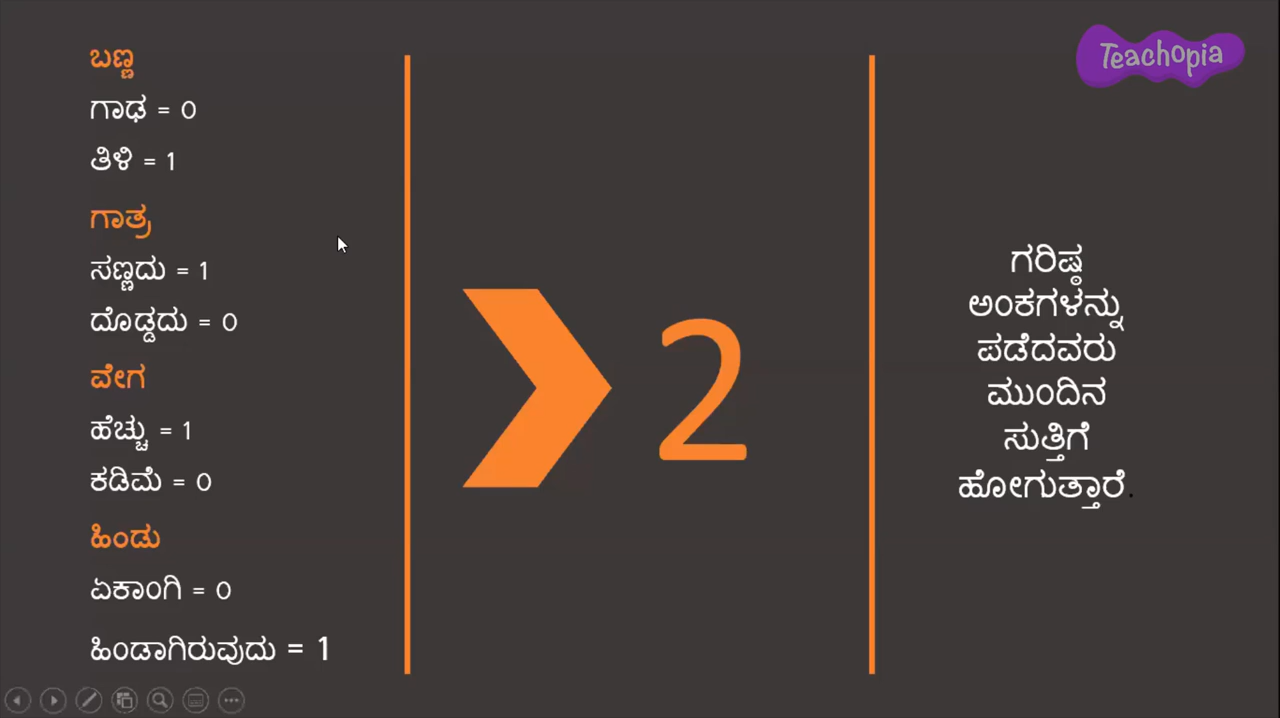 ಬಣ್ಣ
ಗಾಢ = 0
ತಿಳಿ = 1
ಗಾತ್ರ
ಸಣ್ಣದು = 1
ದೊಡ್ಡದು = 0
ವೇಗ
ಹೆಚ್ಚು = 1
ಕಡಿಮೆ = 0
ಹಿಂಡು
ಏಕಾಂಗಿ = 0
ಹಿಂಡಾಗಿರುವುದು = 1
2
Teachopia
ಗರಿಷ್ಠ
ಅಂಕಗಳನ್ನು
ಪಡೆದವರು
ಮುಂದಿನ
ಸುತ್ತಿಗೆ
ಹೋಗುತ್ತಾರೆ.